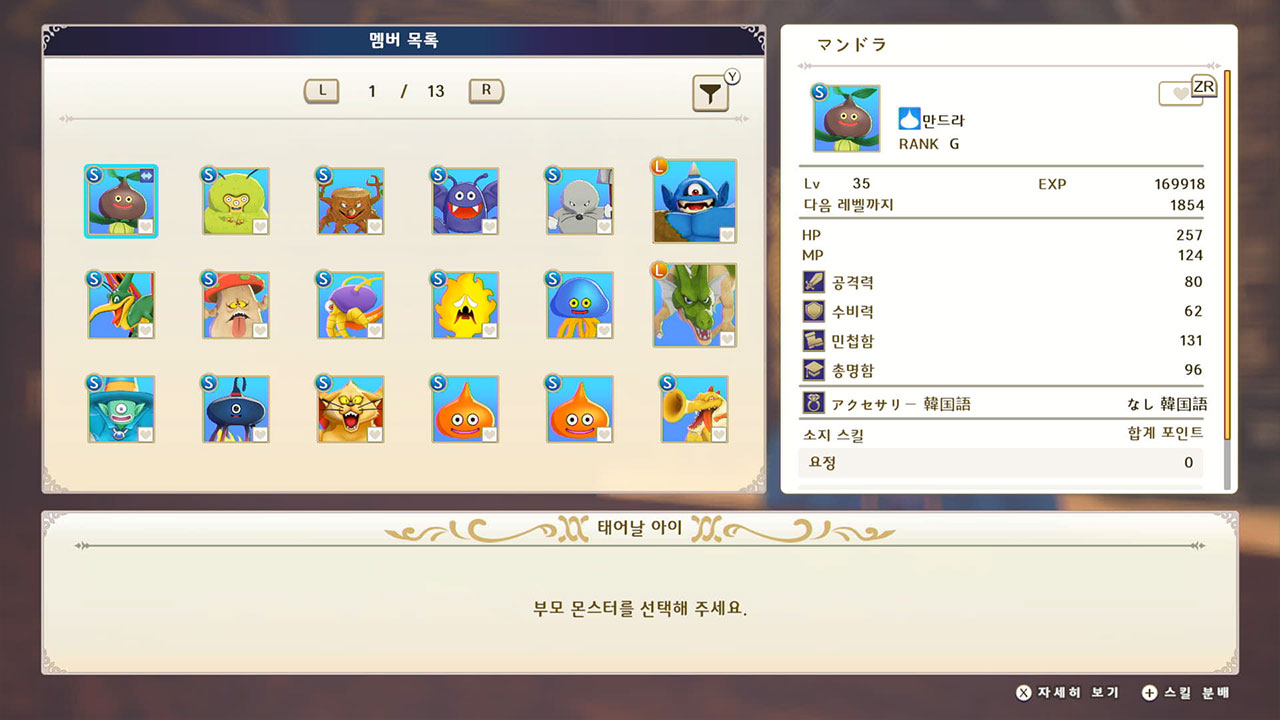 멤버 목록
L 1 / 13 R
Y
S S S S S L
S S S S S L
S S S S S S
マンドラ
ZR
S
만드라
RANK G
Lv 35 EXP 169918
다음 레벨까지 1854
HP 257
MP 124
공격력 80
수비력 62
민첩함 131
총명함 96
アクセサリー 韓国語 なし 韓国語
소지 스킬 합계 포인트
요정 0
태어날 아이
부모 몬스터를 선택해 주세요.
X 자세히 보기 + 스킬 분배